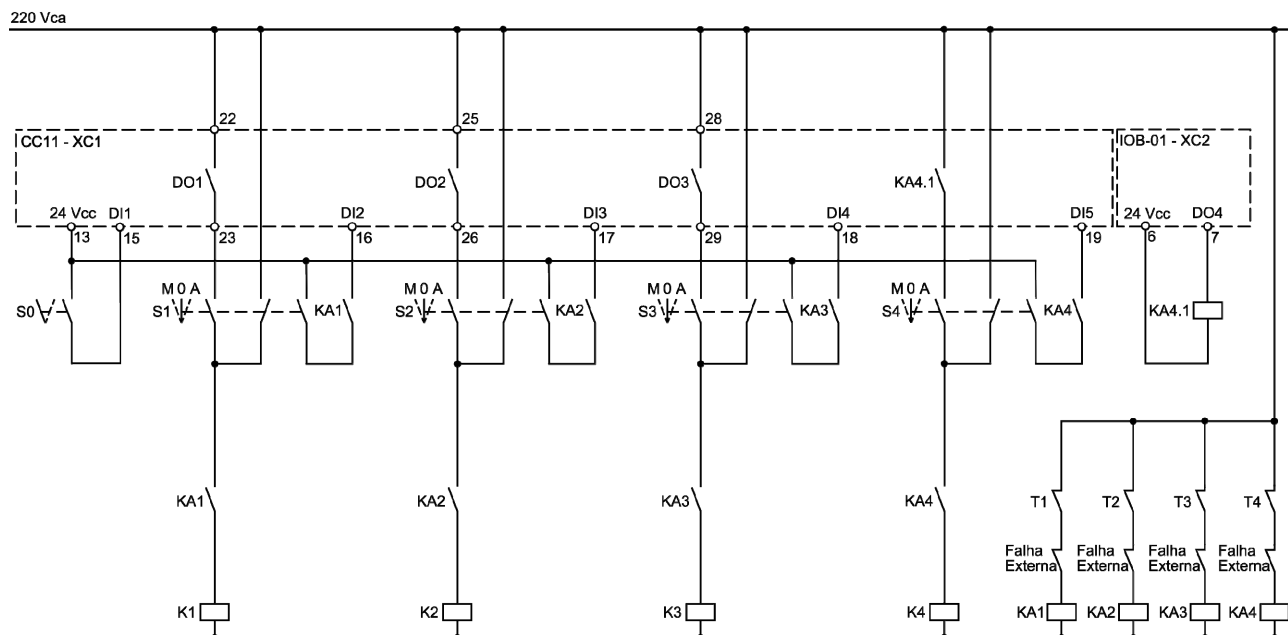 220 Vca
22 25 28
CC11 - XC1 IOB-01 - XC2
DO1 DO2 DO3 KA4.1
24 Vcc DI1 DI2 DI3 DI4 DI5 24 Vcc DO4
13 15 23 16 26 17 29 18 19 6 7
M 0 A M 0 A M 0 A M 0 A
S0 S1 KA1 S2 KA2 S3 KA3 S4 KA4 KA4.1
KA1 KA2 KA3 KA4 T1 T2 T3 T4
Falha Falha Falha Falha
Externa Externa Externa Externa
K1 K2 K3 K4 KA1 KA2 KA3 KA4